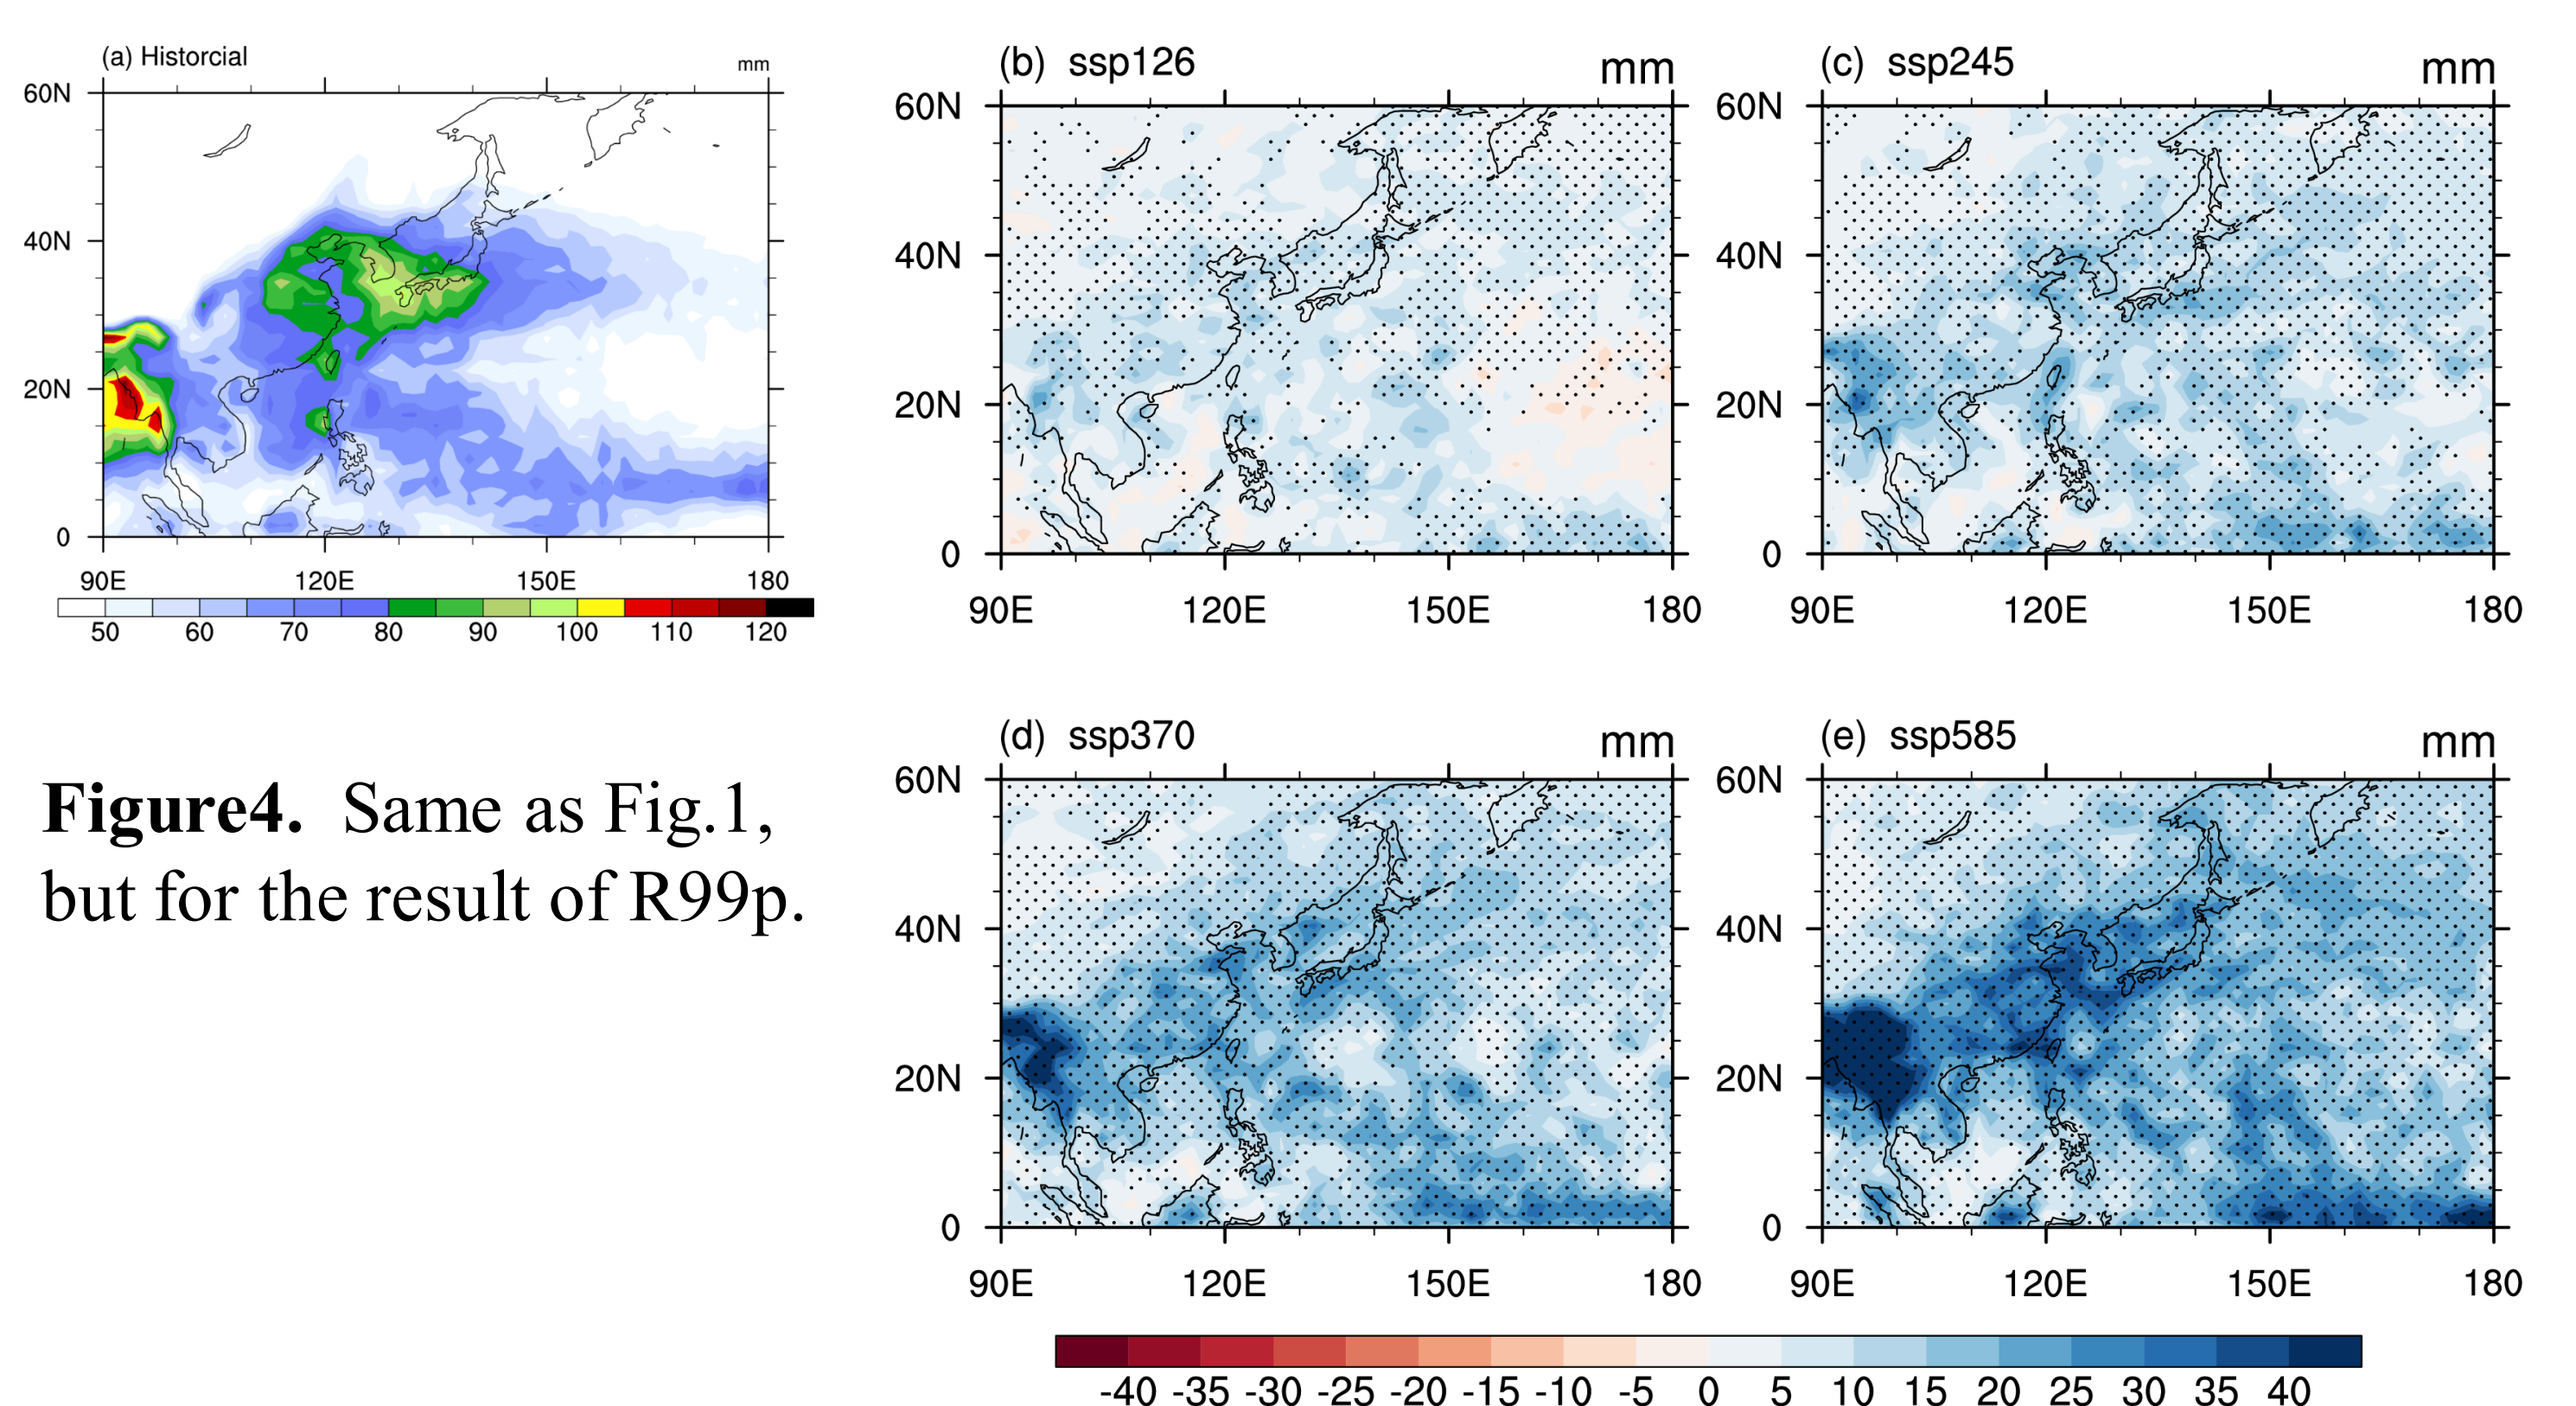 (a) Historcial mm
60N
40N
20N
0
90E 120E 150E 180
50 60 70 80 90 100 110 120
(b) ssp126 mm
60N
40N
20N
0
90E 120E 150E 180
(c) ssp245 mm
60N
40N
20N
0
90E 120E 150E 180
Figure4. Same as Fig.1,
but for the result of R99p.
(d) ssp370 mm
60N
40N
20N
0
90E 120E 150E 180
(e) ssp585 mm
60N
40N
20N
0
90E 120E 150E 180
-40 -35 -30 -25 -20 -15 -10 -5 0 5 10 15 20 25 30 35 40